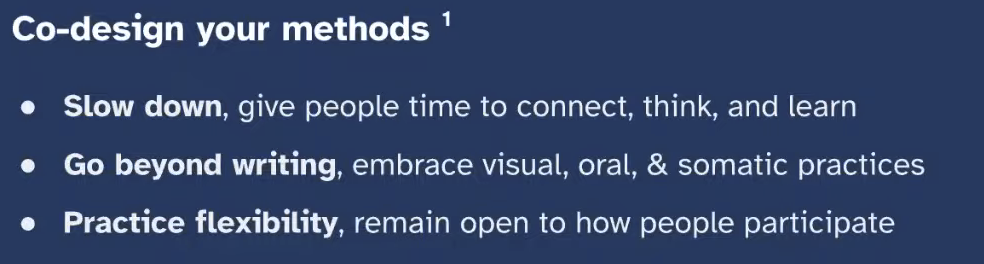 Co-design your methods ¹
● Slow down, give people time to connect, think, and learn
● Go beyond writing, embrace visual, oral, & somatic practices
● Practice flexibility, remain open to how people participate